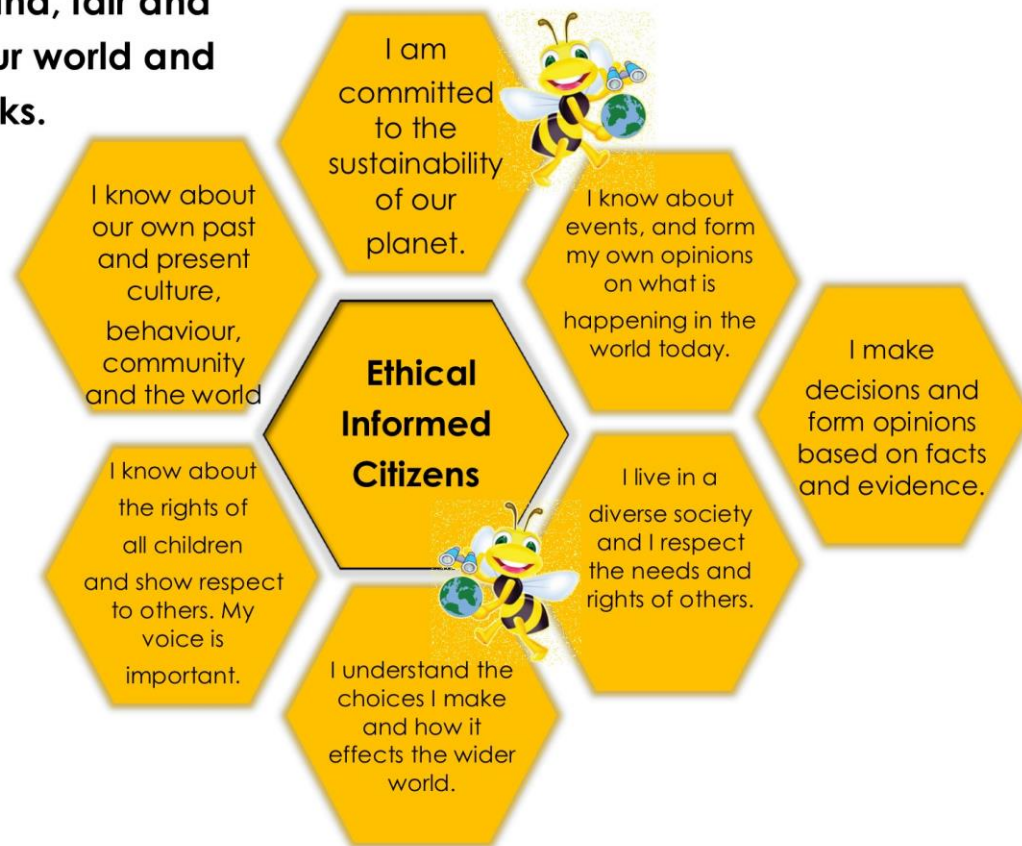 fair and
ur world and
ks.
I am
committed
to the
sustainability
of our
planet.
I know about
our own past
and present
culture,
behaviour,
community
and the world
I know about
events, and form
my own opinions
on what is
happening in the
world today.
I make
decisions and
form opinions
based on facts
and evidence.
Ethical
Informed
Citizens
I know about
the rights of
all children
and show respect
to others. My
voice is
important.
I live in a
diverse society
and I respect
the needs and
rights of others.
I understand the
choices I make
and how it
effects the wider
world.